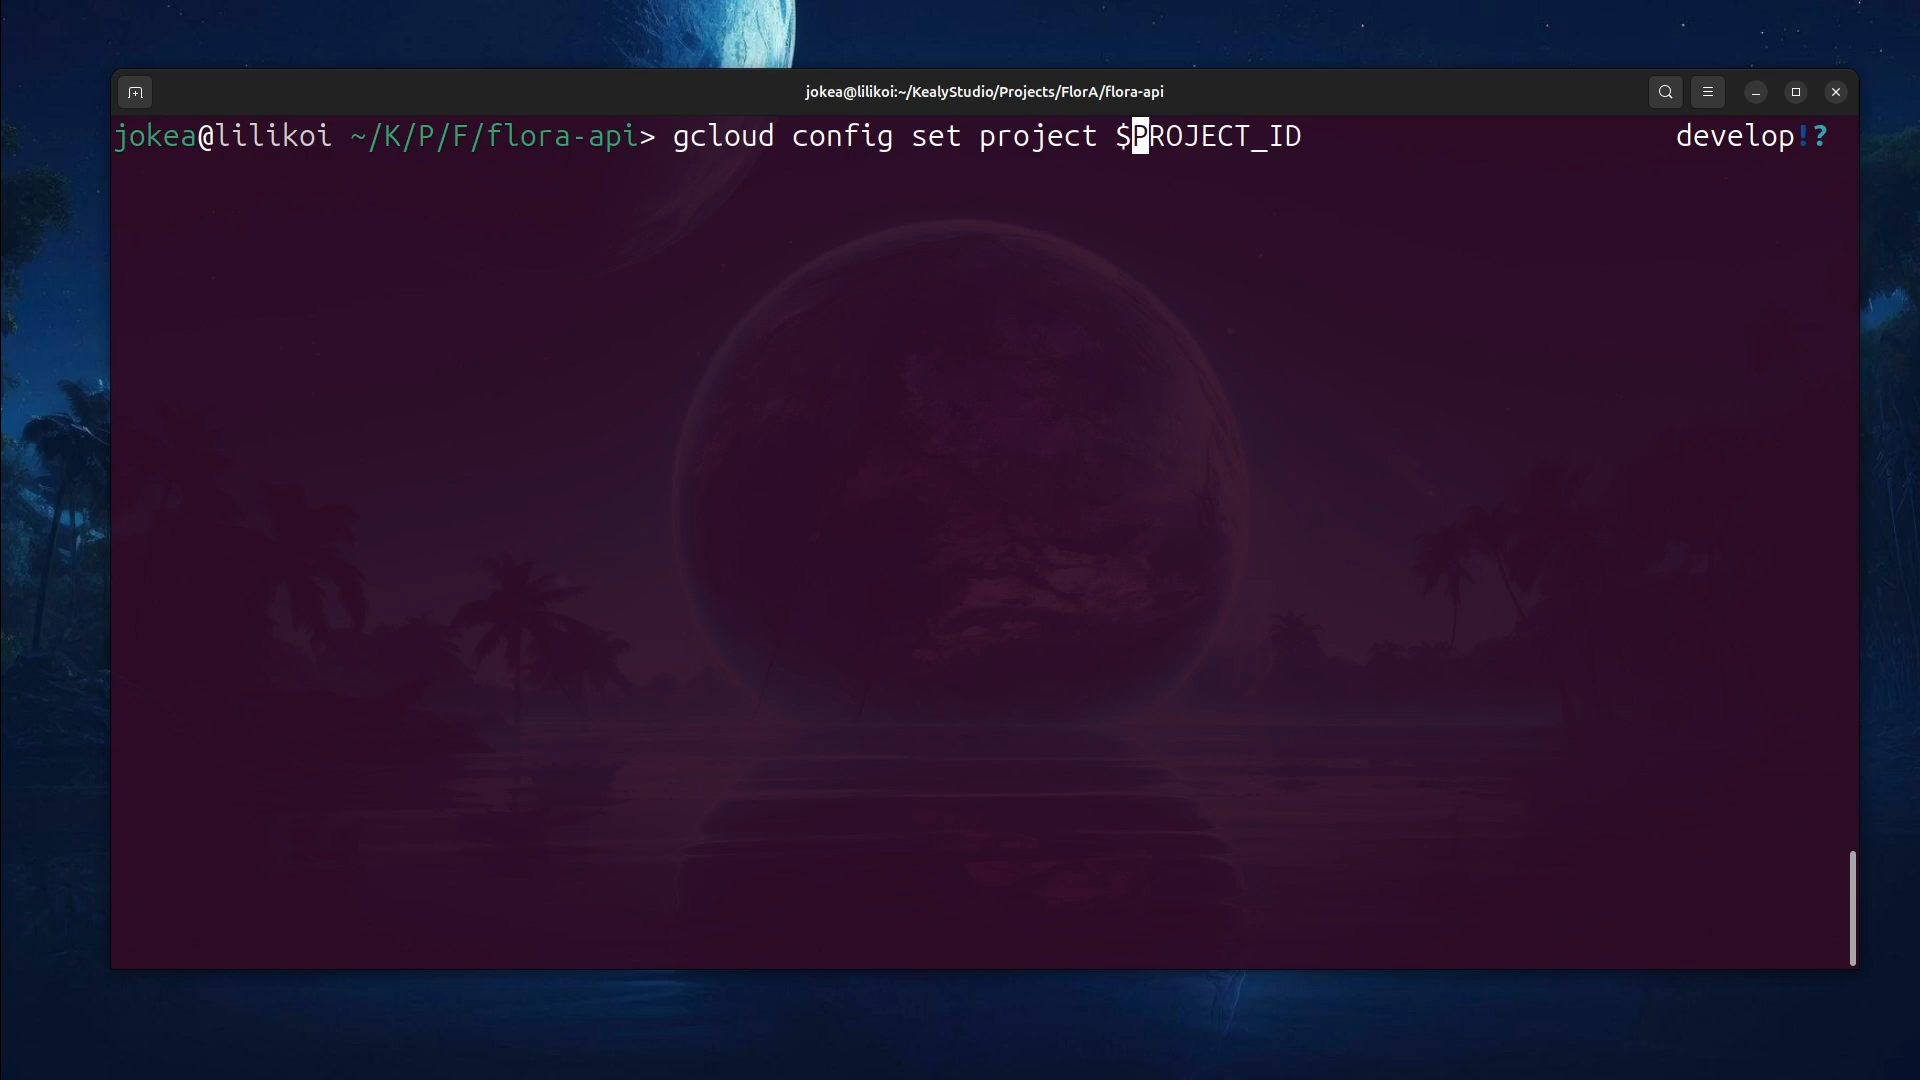 jokea@lilikoi:~/KealyStudio/Projects/FlorA/flora-api
jokea@lilikoi ~/K/P/F/flora-api> gcloud config set project $PROJECT_ID develop!?